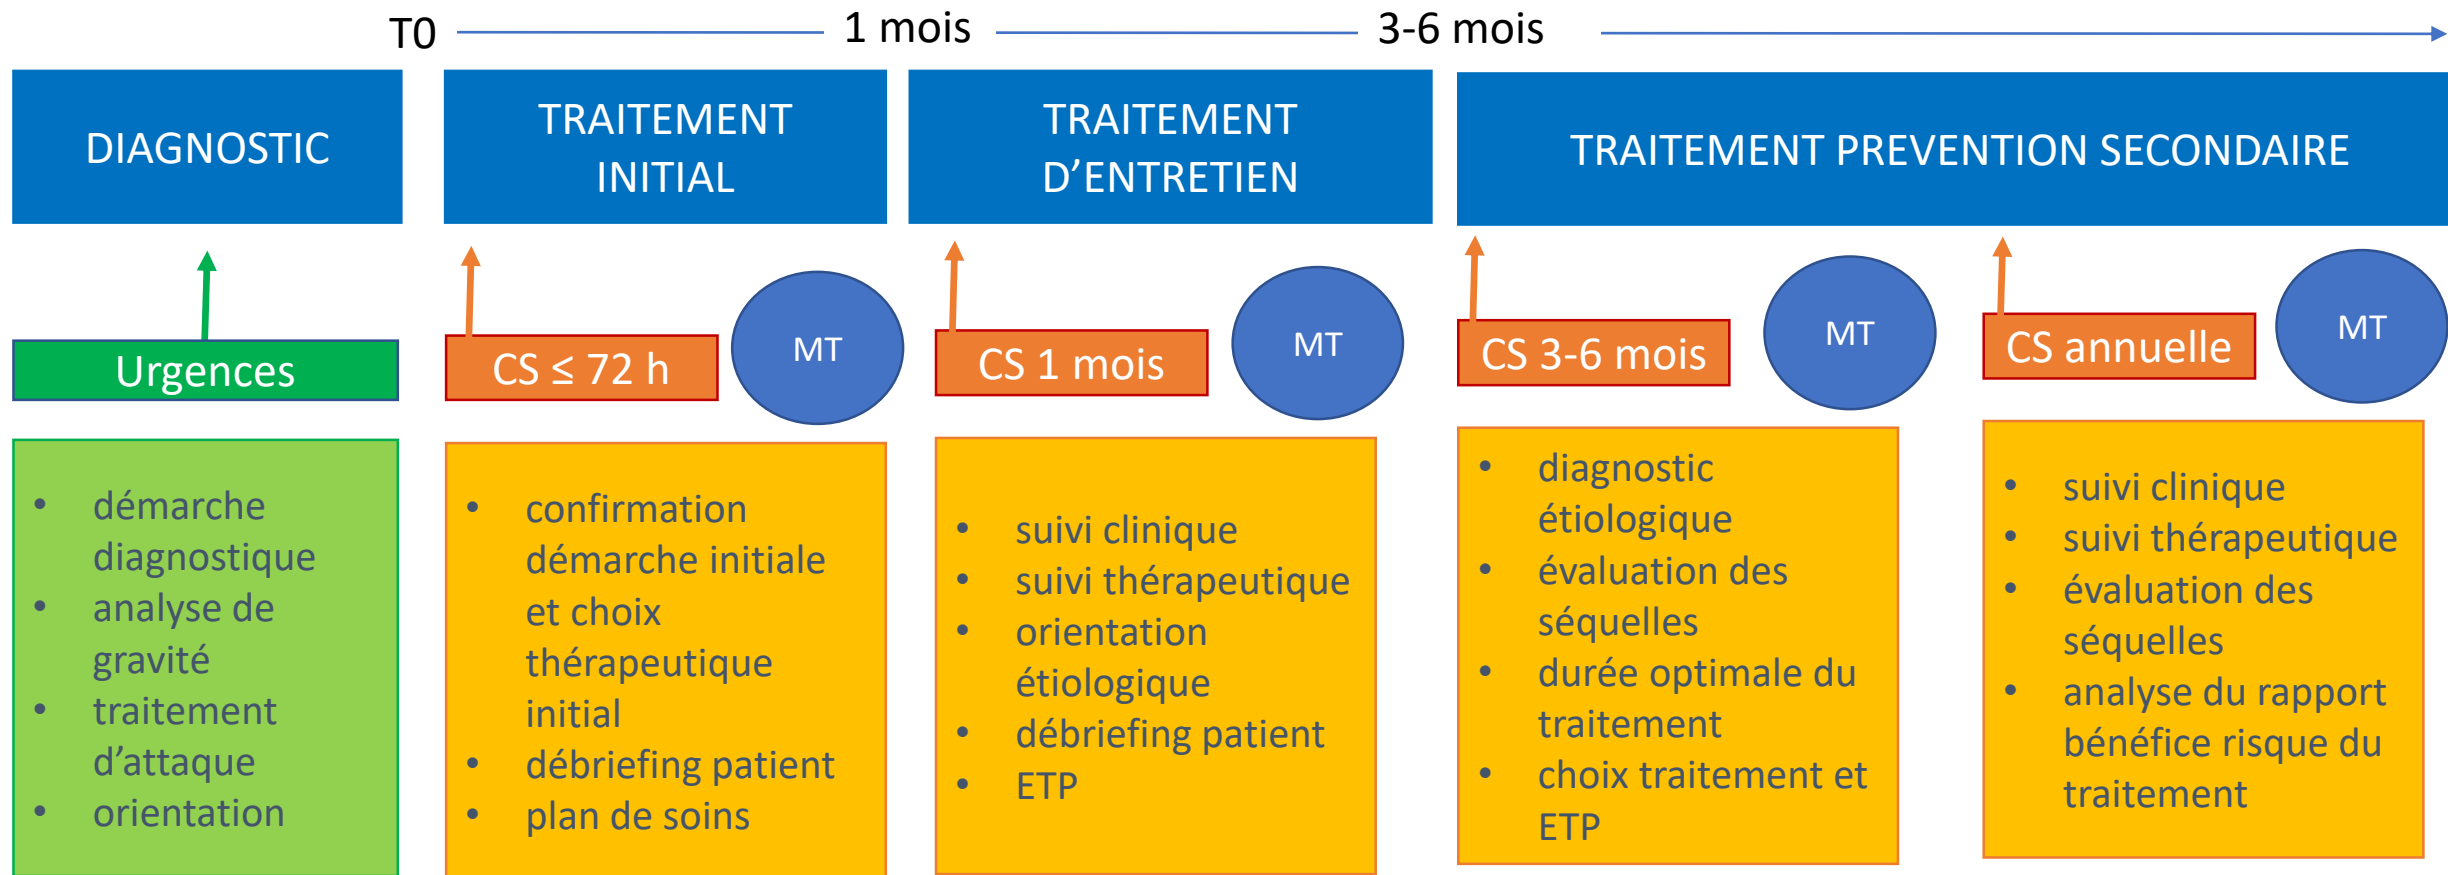 T0
1 mois
3-6 mois
DIAGNOSTIC
TRAITEMENT
INITIAL
TRAITEMENT
D’ENTRETIEN
TRAITEMENT PREVENTION SECONDAIRE
Urgences
CS ≤ 72 h
MT
CS 1 mois
MT
CS 3-6 mois
MT
CS annuelle
MT
• démarche
diagnostique
• analyse de
gravité
• traitement
d’attaque
• orientation
• confirmation
démarche initiale
et choix
thérapeutique
initial
• débriefing patient
• plan de soins
• suivi clinique
• suivi thérapeutique
• orientation
étiologique
• débriefing patient
• ETP
• diagnostic
étiologique
• évaluation des
séquelles
• durée optimale du
traitement
• choix traitement et
ETP
• suivi clinique
• suivi thérapeutique
• évaluation des
séquelles
• analyse du rapport
bénéfice risque du
traitement